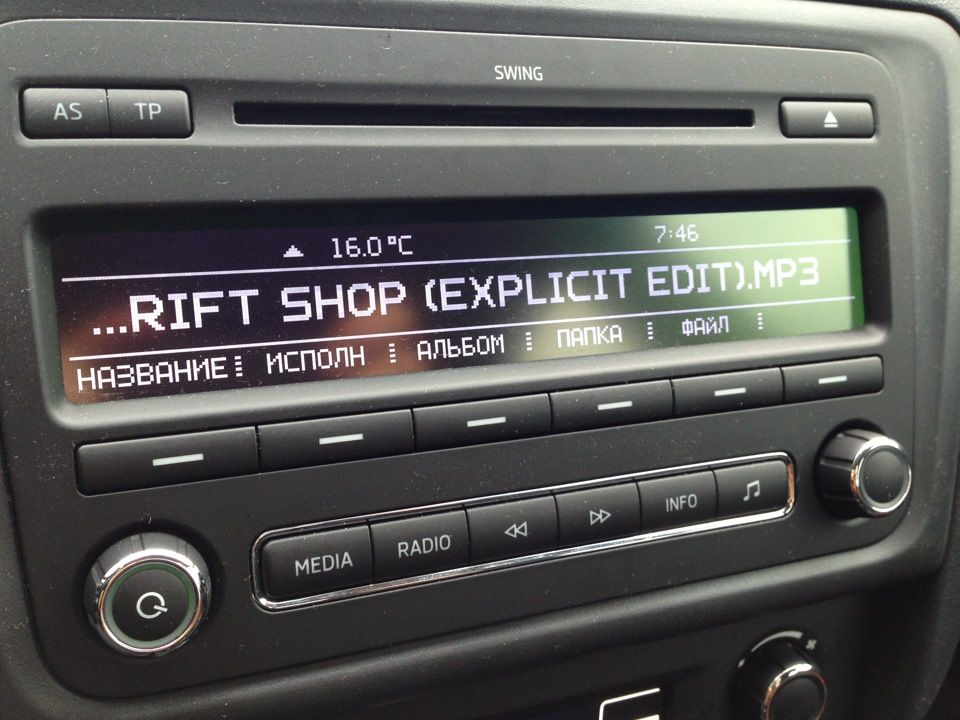 SWING
AS TP
16.0°C 7:46
...RIFT SHOP (EXPLICIT EDIT).MP3
НАЗВАНИЕ ИСПОЛН АЛЬБОМ ПАПКА ФАЙЛ
MEDIA RADIO INFO